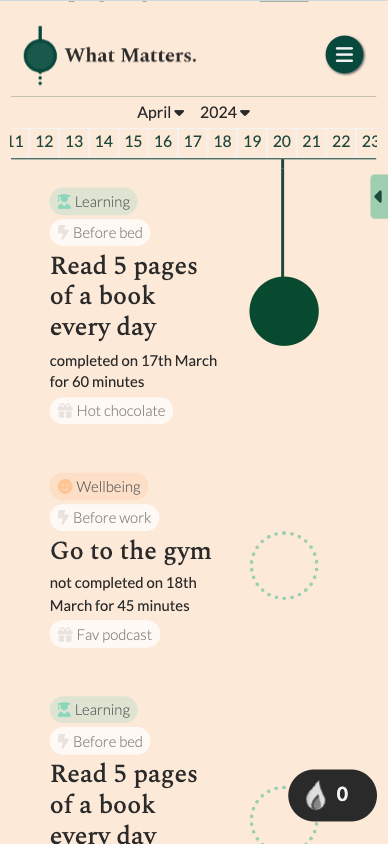 What Matters.
April 2024
11 12 13 14 15 16 17 18 19 20 21 22 23
Learning
Before bed
Read 5 pages
of a book
every day
completed on 17th March
for 60 minutes
Hot chocolate
Wellbeing
Before work
Go to the gym
not completed on 18th
March for 45 minutes
Fav podcast
Learning
Before bed
Read 5 pages
of a book
every day
0